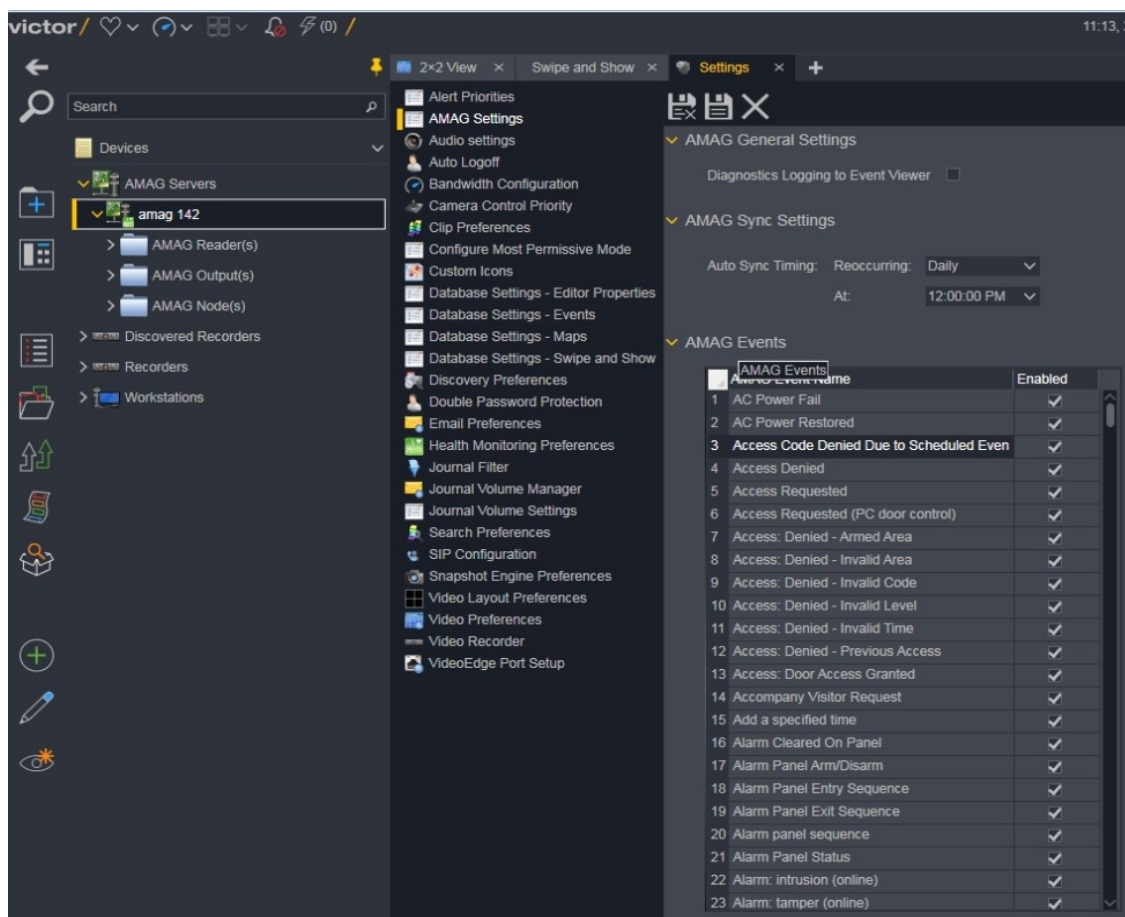 victor/ (0) / 11:13,
2×2 View × Swipe and Show × Settings × +
Search
Devices
AMAG Servers
amag 142
AMAG Reader(s)
AMAG Output(s)
AMAG Node(s)
Discovered Recorders
Recorders
Workstations
Alert Priorities
AMAG Settings
Audio settings
Auto Logoff
Bandwidth Configuration
Camera Control Priority
Clip Preferences
Configure Most Permissive Mode
Custom Icons
Database Settings - Editor Properties
Database Settings - Events
Database Settings - Maps
Database Settings - Swipe and Show
Discovery Preferences
Double Password Protection
Email Preferences
Health Monitoring Preferences
Journal Filter
Journal Volume Manager
Journal Volume Settings
Search Preferences
SIP Configuration
Snapshot Engine Preferences
Video Layout Preferences
Video Preferences
Video Recorder
VideoEdge Port Setup
AMAG General Settings
Diagnostics Logging to Event Viewer
AMAG Sync Settings
Auto Sync Timing: Reoccurring: Daily
At: 12:00:00 PM
AMAG Events
AMAG Events
AMAG Event Name Enabled
1 AC Power Fail
2 AC Power Restored
3 Access Code Denied Due to Scheduled Even
4 Access Denied
5 Access Requested
6 Access Requested (PC door control)
7 Access: Denied - Armed Area
8 Access: Denied - Invalid Area
9 Access: Denied - Invalid Code
10 Access: Denied - Invalid Level
11 Access: Denied - Invalid Time
12 Access: Denied - Previous Access
13 Access: Door Access Granted
14 Accompany Visitor Request
15 Add a specified time
16 Alarm Cleared On Panel
17 Alarm Panel Arm/Disarm
18 Alarm Panel Entry Sequence
19 Alarm Panel Exit Sequence
20 Alarm panel sequence
21 Alarm Panel Status
22 Alarm: intrusion (online)
23 Alarm: tamper (online)